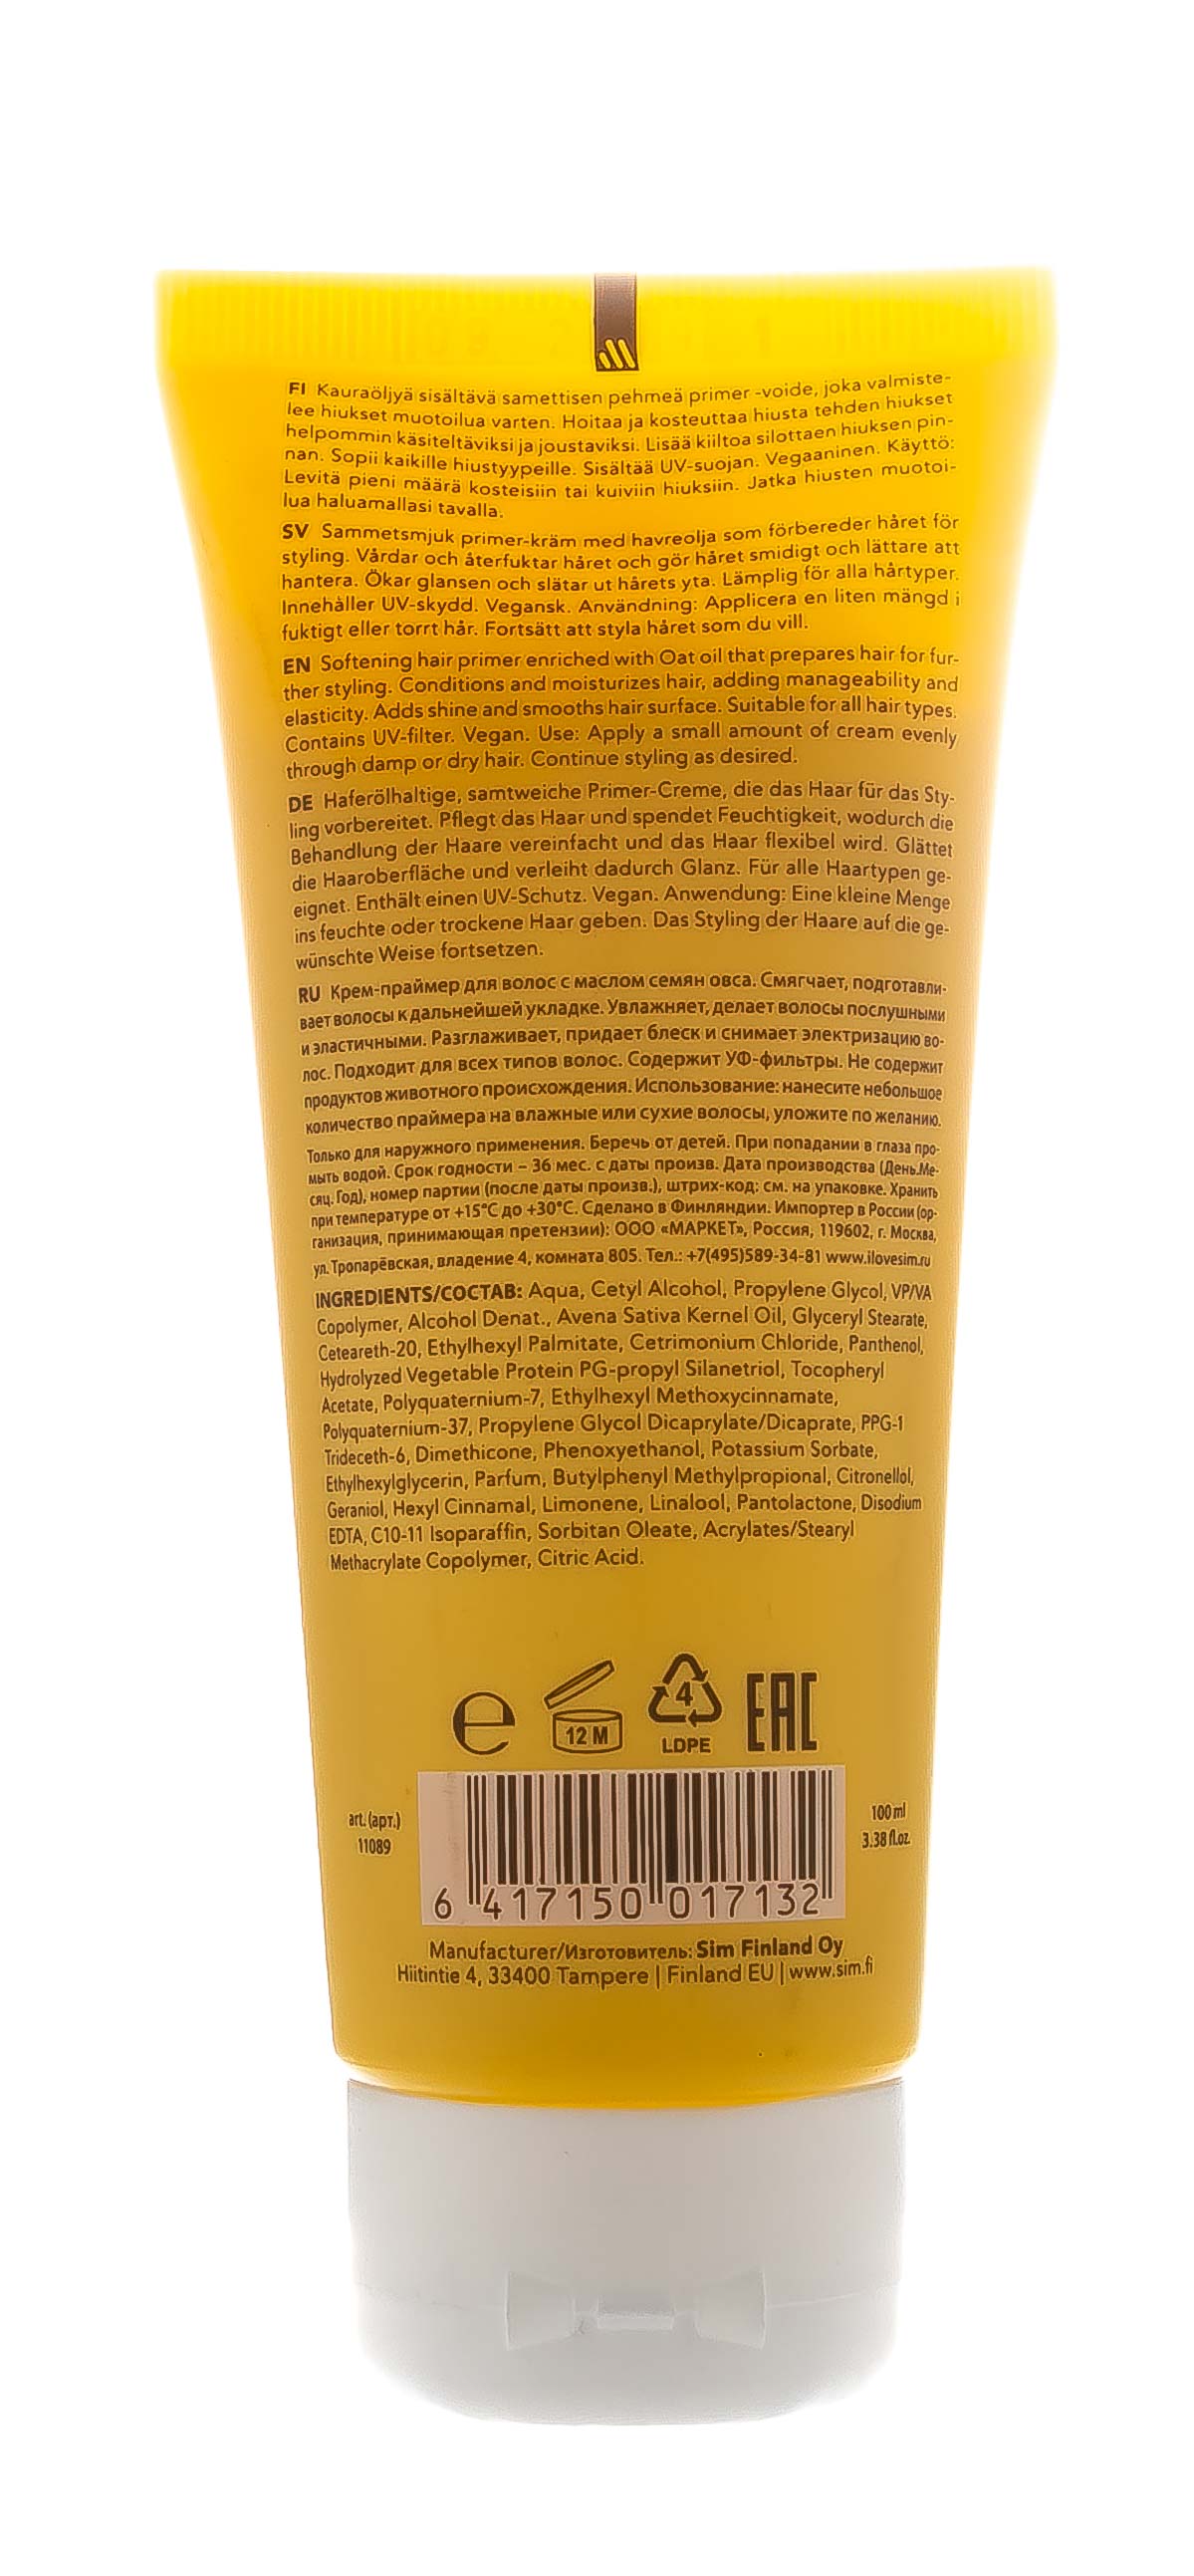 FI Kauraöljyä sisältävä samettisen pehmeä primer -voide, joka valmiste-
lee hiukset muotoilua varten. Hoitaa ja kosteuttaa hiusta tehden hiukset
helpommin käsiteltäviksi ja joustaviksi. Lisää kiiltoa silottaen hiuksen pin-
nan. Sopii kaikille hiustyypeille. Sisältää UV-suojan. Vegaaninen. Käyttö:
Levitä pieni määrä kosteisiin tai kuiviin hiuksiin. Jatka hiusten muotoi-
lua haluamallasi tavalla.
SV Sammetsmjuk primer-kräm med havreolja som förbereder håret för
styling. Vårdar och återfuktar håret och gör håret smidigt och lättare att
hantera. Ökar glansen och slätar ut hårets yta. Lämplig för alla hårtyper.
Innehåller UV-skydd. Vegansk. Användning: Applicera en liten mängd i
fuktigt eller torrt hår. Fortsätt att styla håret som du vill.
EN Softening hair primer enriched with Oat oil that prepares hair for fur-
ther styling. Conditions and moisturizes hair, adding manageability and
elasticity. Adds shine and smooths hair surface. Suitable for all hair types.
Contains UV-filter. Vegan. Use: Apply a small amount of cream evenly
through damp or dry hair. Continue styling as desired.
DE Haferölhaltige, samtweiche Primer-Creme, die das Haar für das Sty-
ling vorbereitet. Pflegt das Haar und spendet Feuchtigkeit, wodurch die
Behandlung der Haare vereinfacht und das Haar flexibel wird. Glättet
die Haaroberfläche und verleiht dadurch Glanz. Für alle Haartypen ge-
eignet. Enthält einen UV-Schutz. Vegan. Anwendung: Eine kleine Menge
ins feuchte oder trockene Haar geben. Das Styling der Haare auf die ge-
wünschte Weise fortsetzen.
RU Крем-праймер для волос с маслом семян овса. Смягчает, подготавли-
вает волосы к дальнейшей укладке. Увлажняет, делает волосы послушными
и эластичными. Разглаживает, придает блеск и снимает электризацию во-
лос. Подходит для всех типов волос. Содержит УФ-фильтры. Не содержит
продуктов животного происхождения. Использование: нанесите небольшое
количество праймера на влажные или сухие волосы, уложите по желанию.
Только для наружного применения. Беречь от детей. При попадании в глаза про-
мыть водой. Срок годности – 36 мес. с даты произв. Дата производства (День.Ме-
сяц. Год), номер партии (после даты произв.), штрих-код: см. на упаковке. Хранить
при температуре от +15°C до +30°C. Сделано в Финляндии. Импортер в России (ор-
ганизация, принимающая претензии): ООО «МАРКЕТ», Россия, 119602, г. Москва,
ул. Тропарёвская, владение 4, комната 805. Тел.: +7(495)589-34-81 www.ilovesim.ru
INGREDIENTS/СОСТАВ: Aqua, Cetyl Alcohol, Propylene Glycol, VP/VA
Copolymer, Alcohol Denat., Avena Sativa Kernel Oil, Glyceryl Stearate,
Ceteareth-20, Ethylhexyl Palmitate, Cetrimonium Chloride, Panthenol,
Hydrolyzed Vegetable Protein PG-propyl Silanetriol, Tocopheryl
Acetate, Polyquaternium-7, Ethylhexyl Methoxycinnamate,
Polyquaternium-37, Propylene Glycol Dicaprylate/Dicaprate, PPG-1
Trideceth-6, Dimethicone, Phenoxyethanol, Potassium Sorbate,
Ethylhexylglycerin, Parfum, Butylphenyl Methylpropional, Citronellol,
Geraniol, Hexyl Cinnamal, Limonene, Linalool, Pantolactone, Disodium
EDTA, C10-11 Isoparaffin, Sorbitan Oleate, Acrylates/Stearyl
Methacrylate Copolymer, Citric Acid.
e 12 M 4 LDPE EAC
art. (арт.)
11089
100 ml
3.38 fl.oz.
6 417150 017132
Manufacturer/Изготовитель: Sim Finland Oy
Hiitintie 4, 33400 Tampere | Finland EU | www.sim.fi